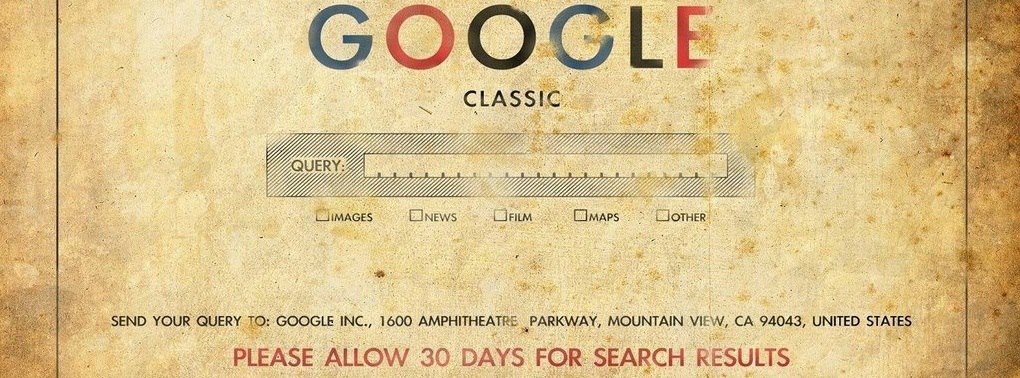 GOOGLE
CLASSIC
QUERY:
IMAGES NEWS FILM MAPS OTHER
SEND YOUR QUERY TO: GOOGLE INC., 1600 AMPHITHEATRE PARKWAY, MOUNTAIN VIEW, CA 94043, UNITED STATES
PLEASE ALLOW 30 DAYS FOR SEARCH RESULTS